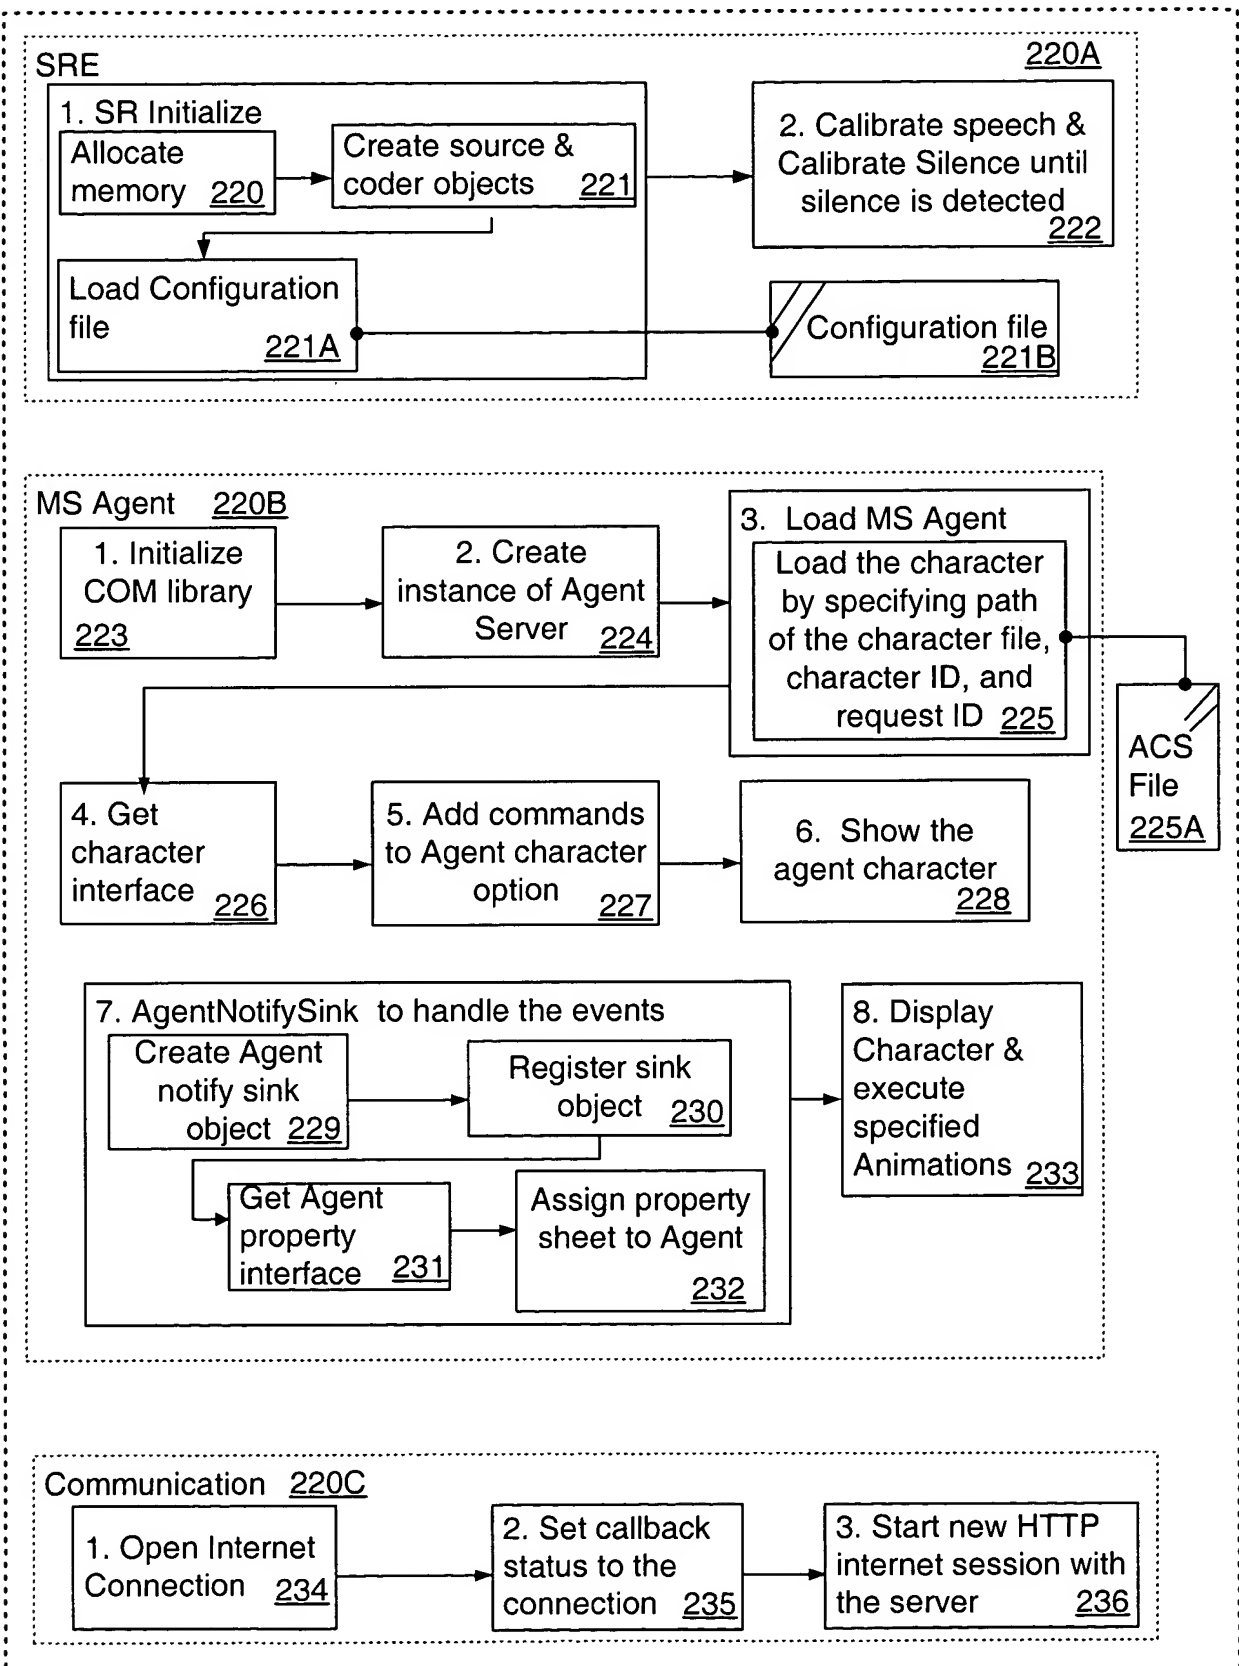 220A
SRE
1. SR Initialize
Allocate
memory 220
Create source &
coder objects 221
2. Calibrate speech &
Calibrate Silence until
silence is detected
222
Load Configuration
file
221A
Configuration file
221B
MS Agent 220B
1. Initialize
COM library
223
2. Create
instance of Agent
Server 224
3. Load MS Agent
Load the character
by specifying path
of the character file,
character ID, and
request ID 225
ACS
File
225A
4. Get
character
interface 226
5. Add commands
to Agent character
option 227
6. Show the
agent character
228
7. AgentNotifySink to handle the events
Create Agent
notify sink
object 229
Register sink
object 230
Get Agent
property
interface 231
Assign property
sheet to Agent
232
8. Display
Character &
execute
specified
Animations 233
Communication 220C
1. Open Internet
Connection 234
2. Set callback
status to the
connection 235
3. Start new HTTP
internet session with
the server 236